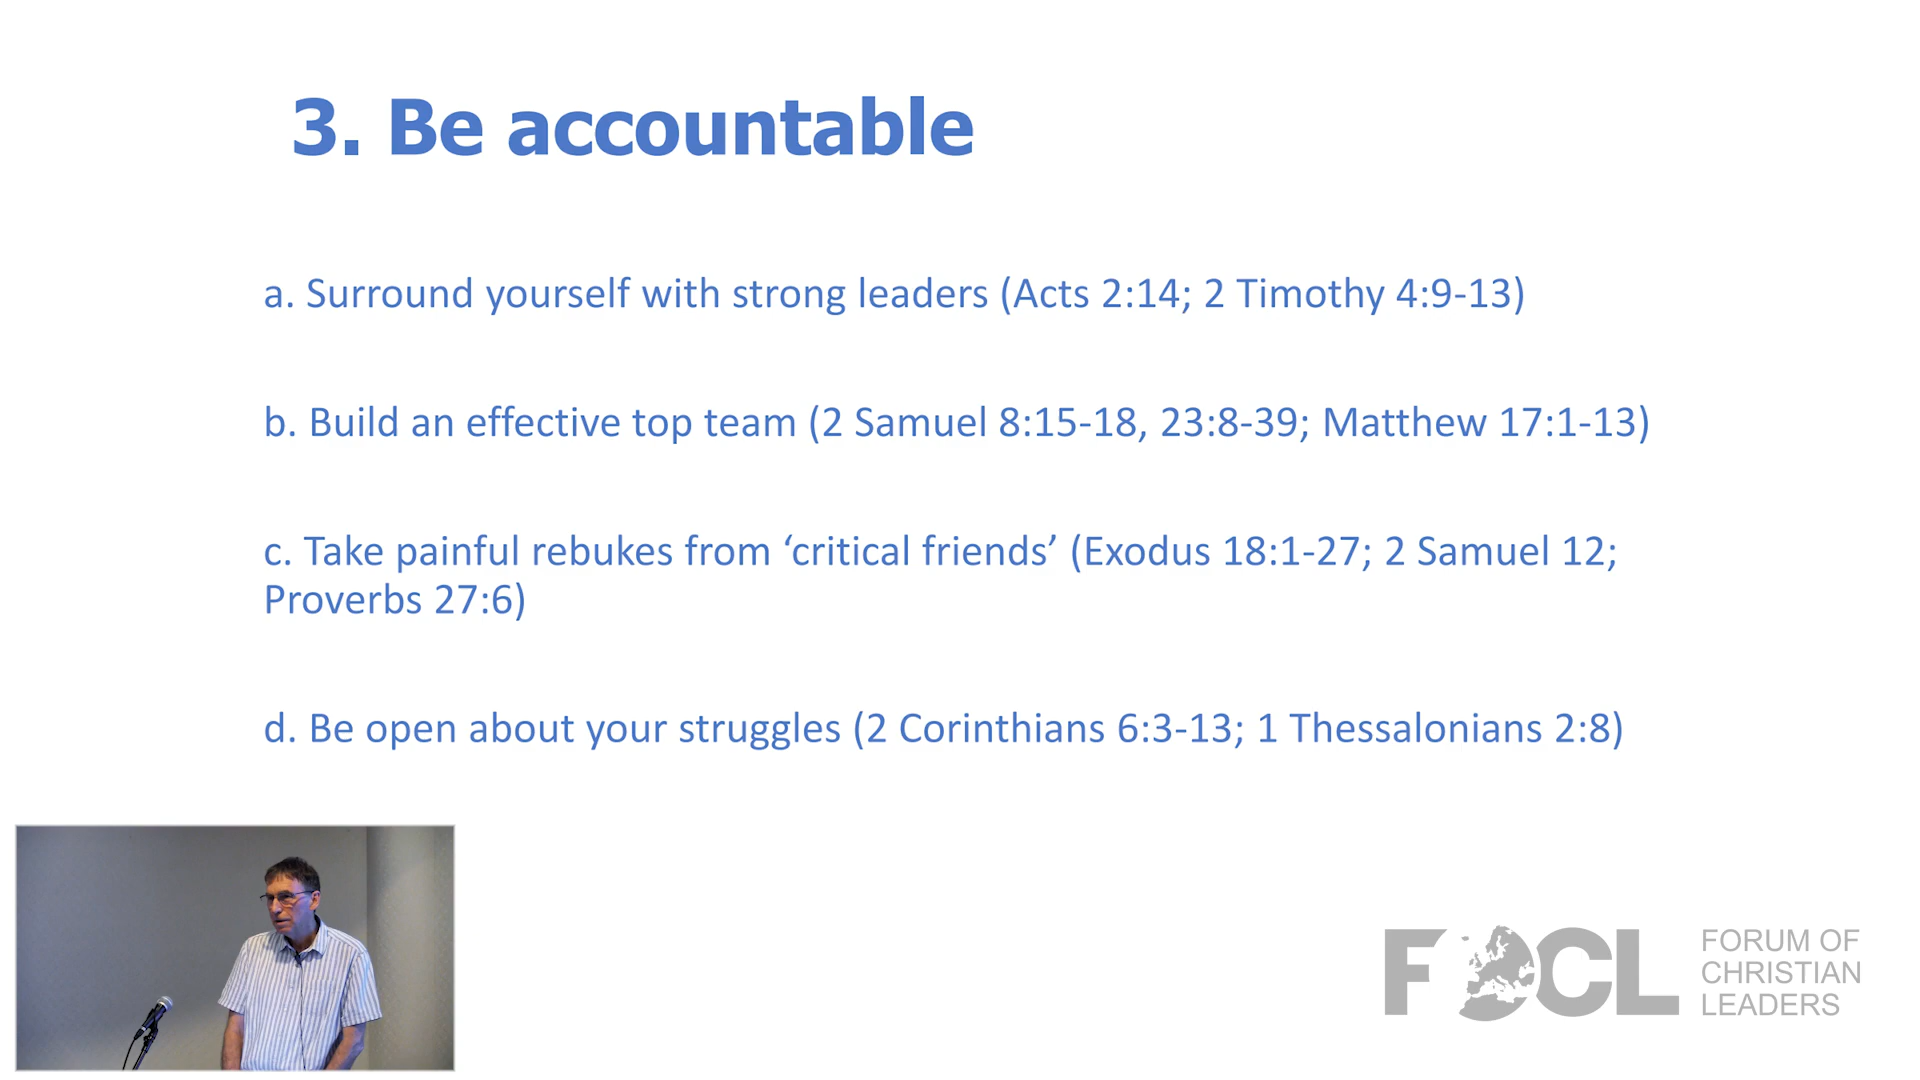 3. Be accountable
a. Surround yourself with strong leaders (Acts 2:14; 2 Timothy 4:9-13)
b. Build an effective top team (2 Samuel 8:15-18, 23:8-39; Matthew 17:1-13)
c. Take painful rebukes from ‘critical friends’ (Exodus 18:1-27; 2 Samuel 12;
Proverbs 27:6)
d. Be open about your struggles (2 Corinthians 6:3-13; 1 Thessalonians 2:8)
FOCL
FORUM OF
CHRISTIAN
LEADERS